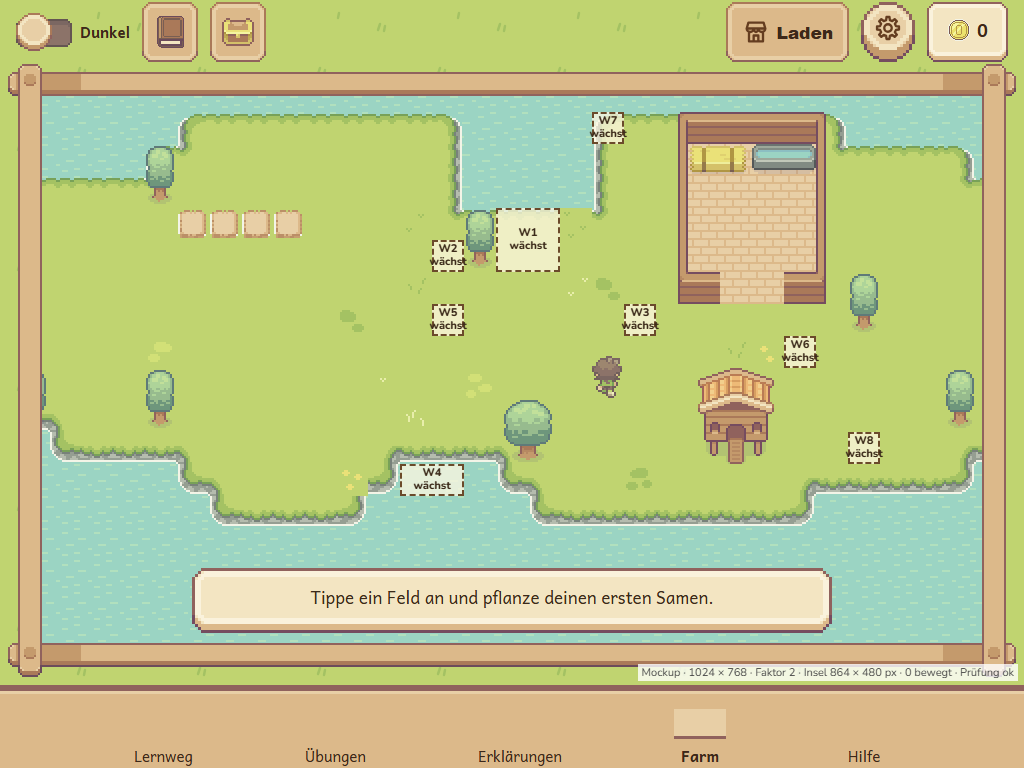 Dunkel
Laden
0
W7
wächst
W1
wächst
W2
wächst
W5
wächst
W3
wächst
W6
wächst
W8
wächst
W4
wächst
Tippe ein Feld an und pflanze deinen ersten Samen.
Mockup · 1024 × 768 · Faktor 2 · Insel 864 × 480 px · 0 bewegt · Prüfung ok
Lernweg
Übungen
Erklärungen
Farm
Hilfe